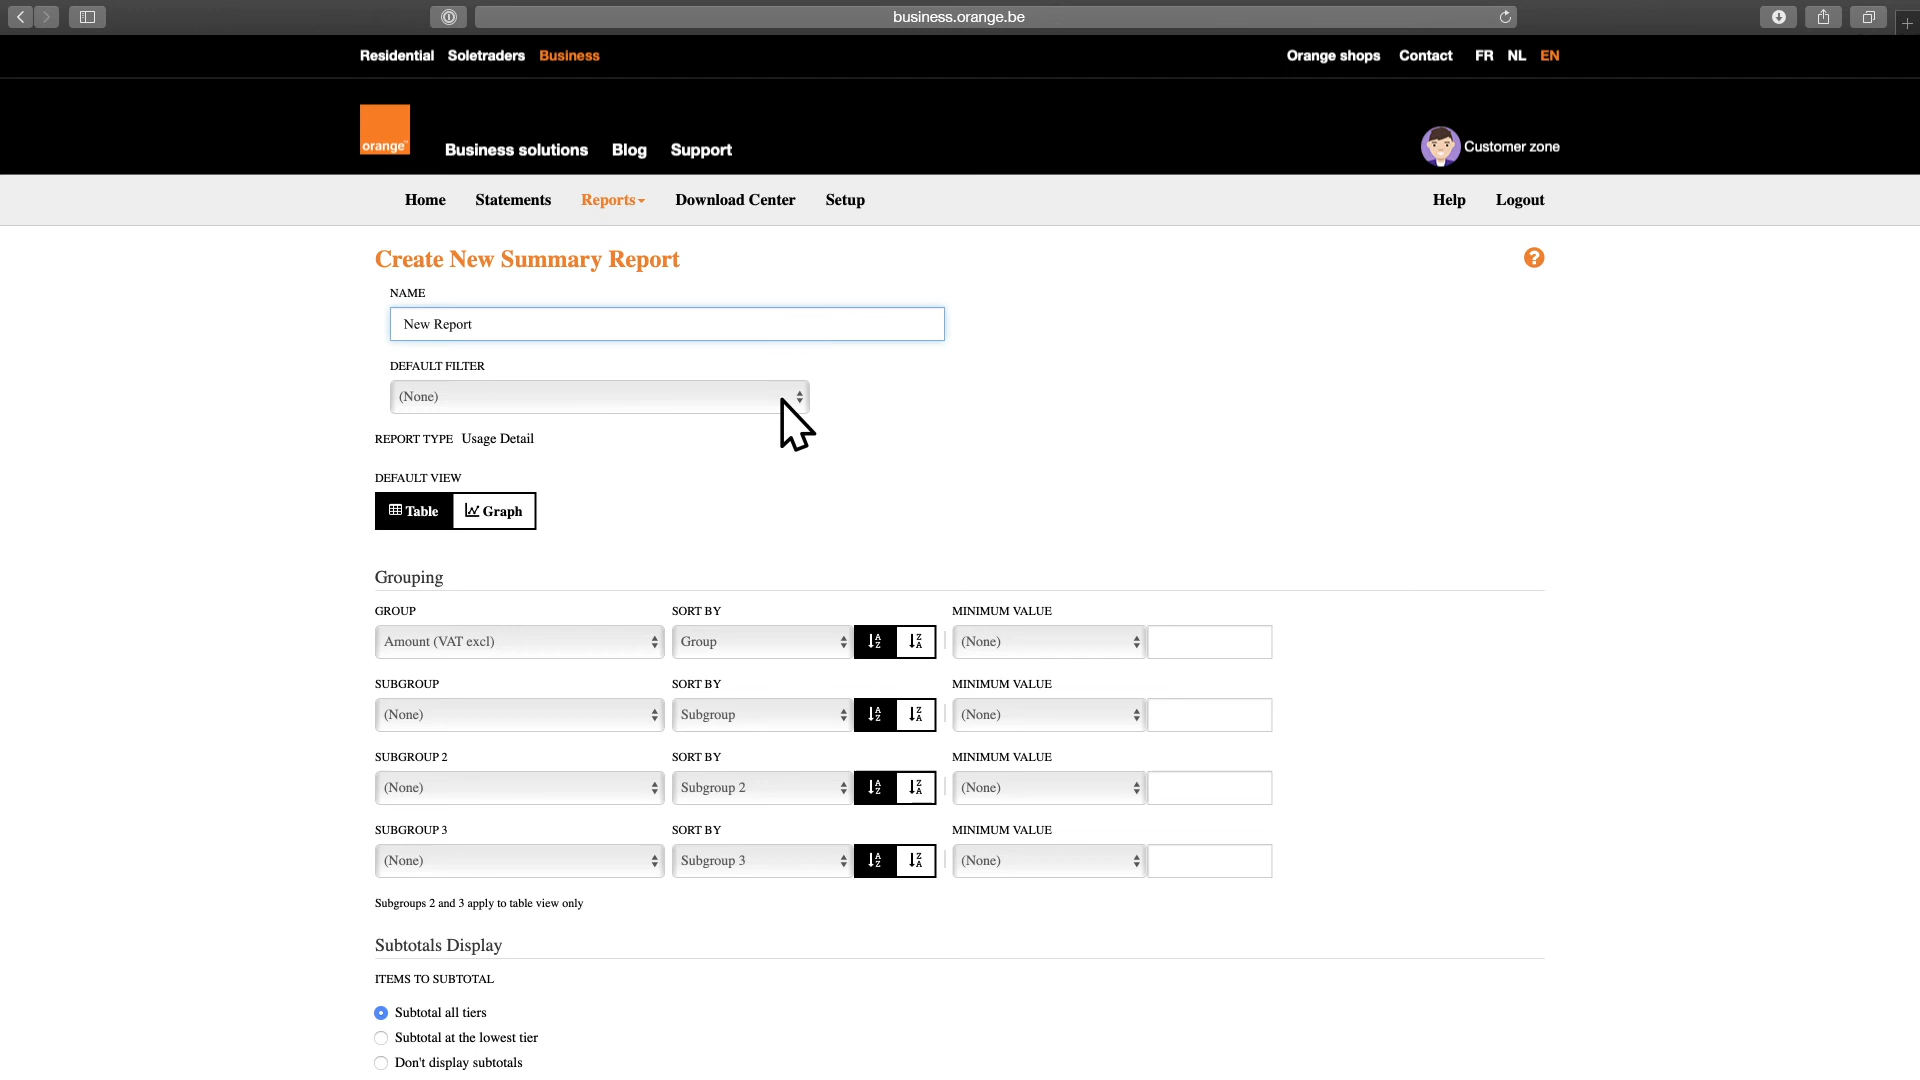 business.orange.be
Residential Soletraders Business
Orange shops Contact FR NL EN
orange™
Business solutions Blog Support
Customer zone
Home Statements Reports Download Center Setup
Help Logout
Create New Summary Report
?
NAME
New Report
DEFAULT FILTER
(None)
REPORT TYPE Usage Detail
DEFAULT VIEW
Table Graph
Grouping
GROUP SORT BY MINIMUM VALUE
Amount (VAT excl) Group A Z Z A (None)
SUBGROUP SORT BY MINIMUM VALUE
(None) Subgroup A Z Z A (None)
SUBGROUP 2 SORT BY MINIMUM VALUE
(None) Subgroup 2 A Z Z A (None)
SUBGROUP 3 SORT BY MINIMUM VALUE
(None) Subgroup 3 A Z Z A (None)
Subgroups 2 and 3 apply to table view only
Subtotals Display
ITEMS TO SUBTOTAL
Subtotal all tiers
Subtotal at the lowest tier
Don't display subtotals